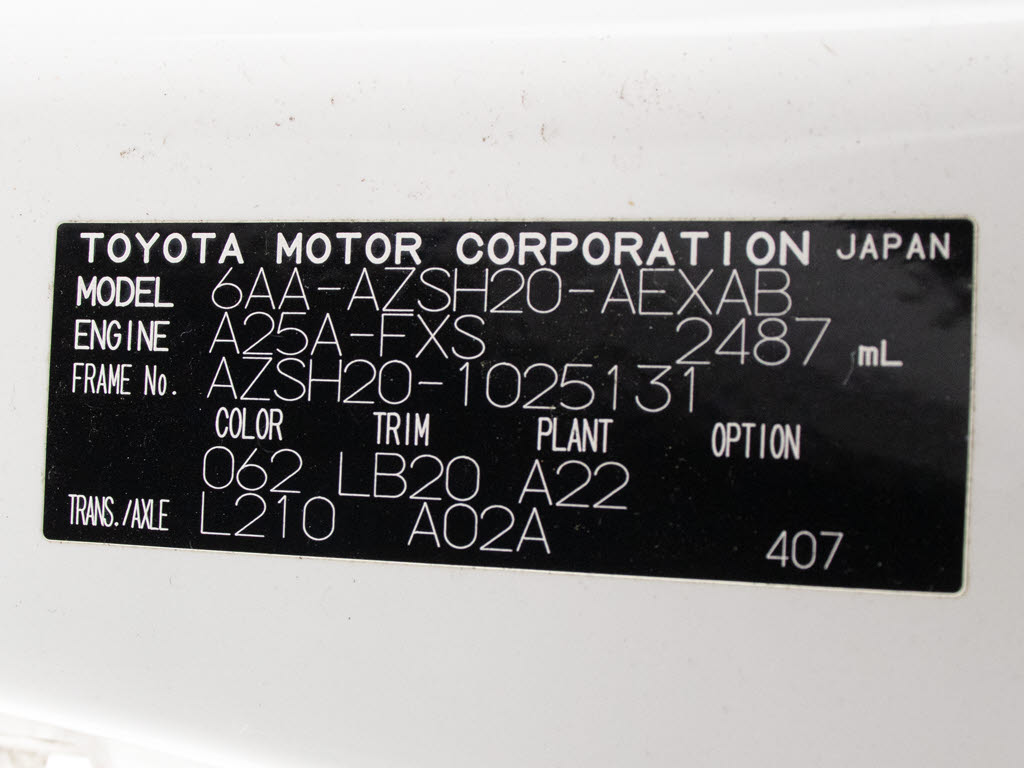 TOYOTA MOTOR CORPORATION JAPAN
MODEL 6AA-AZSH20-AEXAB
ENGINE A25A-FXS 2487 mL
FRAME No. AZSH20-1025131
COLOR TRIM PLANT OPTION
062 LB20 A22
TRANS./AXLE L210 A02A 407